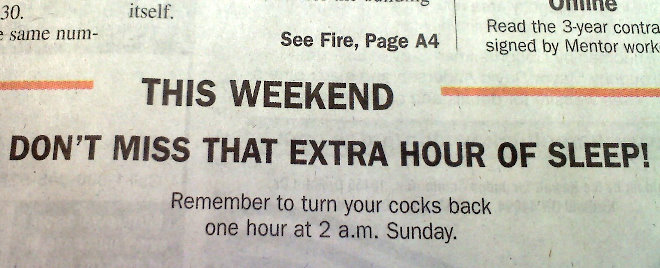 30.
same num-
itself.
See Fire, Page A4
Online
Read the 3-year contra
signed by Mentor work
THIS WEEKEND
DON'T MISS THAT EXTRA HOUR OF SLEEP!
Remember to turn your cocks back
one hour at 2 a.m. Sunday.